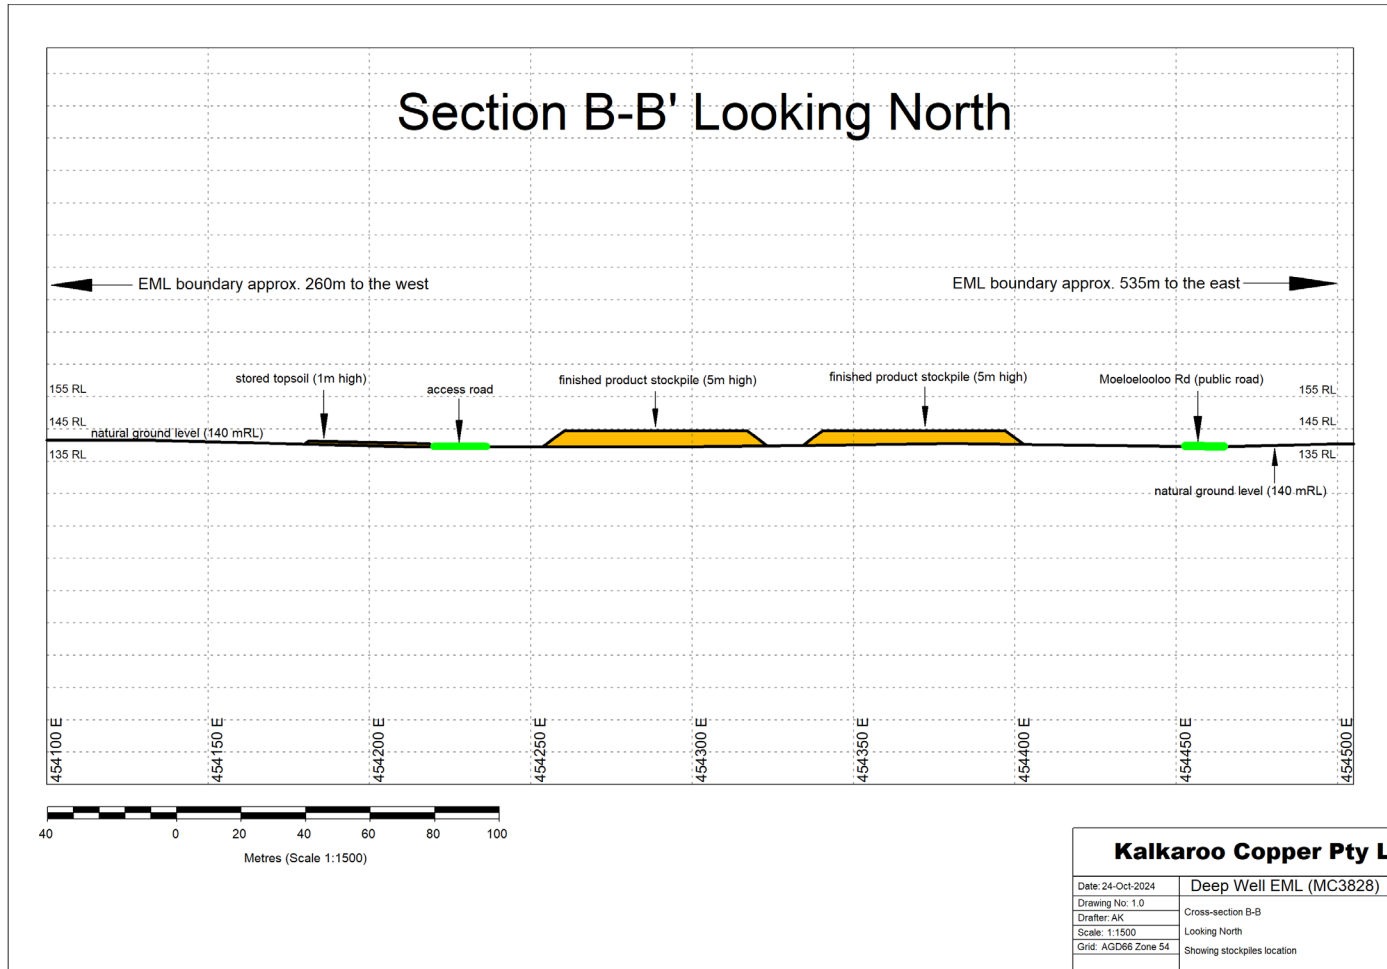 Section B-B' Looking North
EML boundary approx. 260m to the west
EML boundary approx. 535m to the east
stored topsoil (1m high)
access road
finished product stockpile (5m high)
finished product stockpile (5m high)
Moeloelooloo Rd (public road)
155 RL
155 RL
145 RL
145 RL
natural ground level (140 mRL)
135 RL
135 RL
natural ground level (140 mRL)
454100 E
454150 E
454200 E
454250 E
454300 E
454350 E
454400 E
454450 E
454500 E
40 0 20 40 60 80 100
Metres (Scale 1:1500)
Kalkaroo Copper Pty L
Date: 24-Oct-2024
Deep Well EML (MC3828)
Drawing No: 1.0
Drafter: AK
Scale: 1:1500
Grid: AGD66 Zone 54
Cross-section B-B
Looking North
Showing stockpiles location